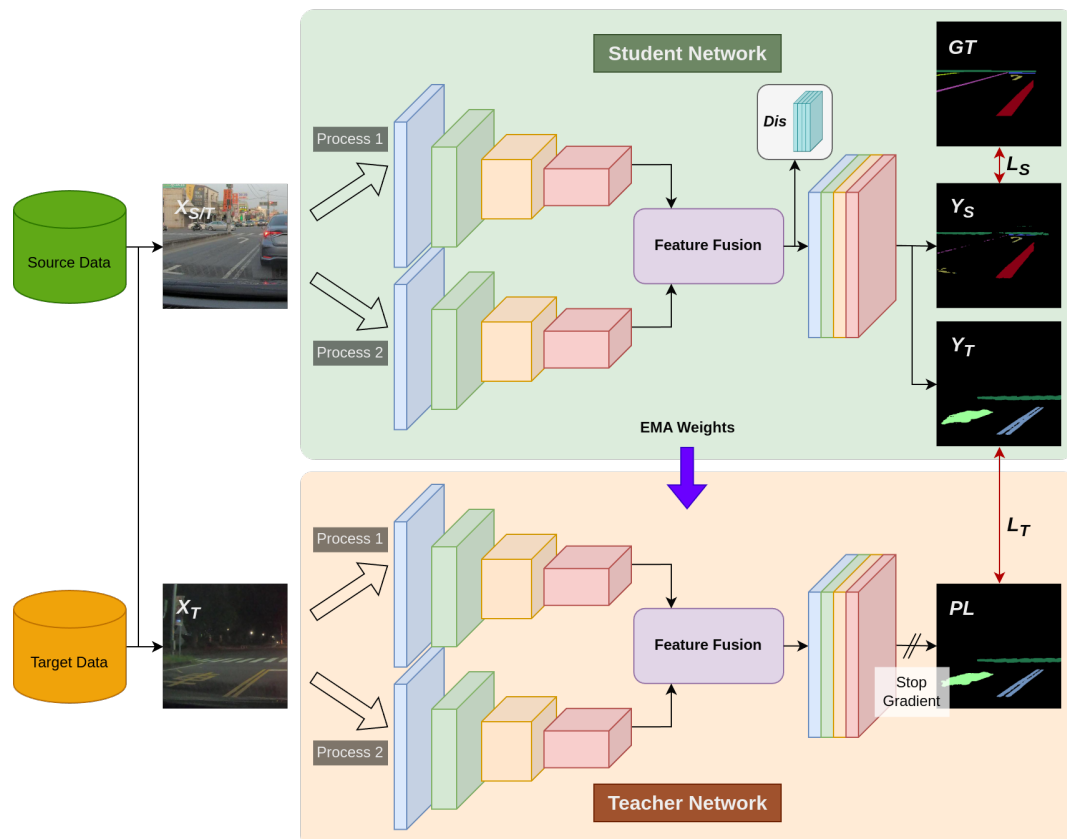 Student Network
GT
Process 1
Dis
L_S
X_{S/T}
Y_S
Source Data
Feature Fusion
Process 2
Y_T
EMA Weights
Process 1
L_T
X_T
PL
Feature Fusion
Target Data
Stop
Gradient
Process 2
Teacher Network